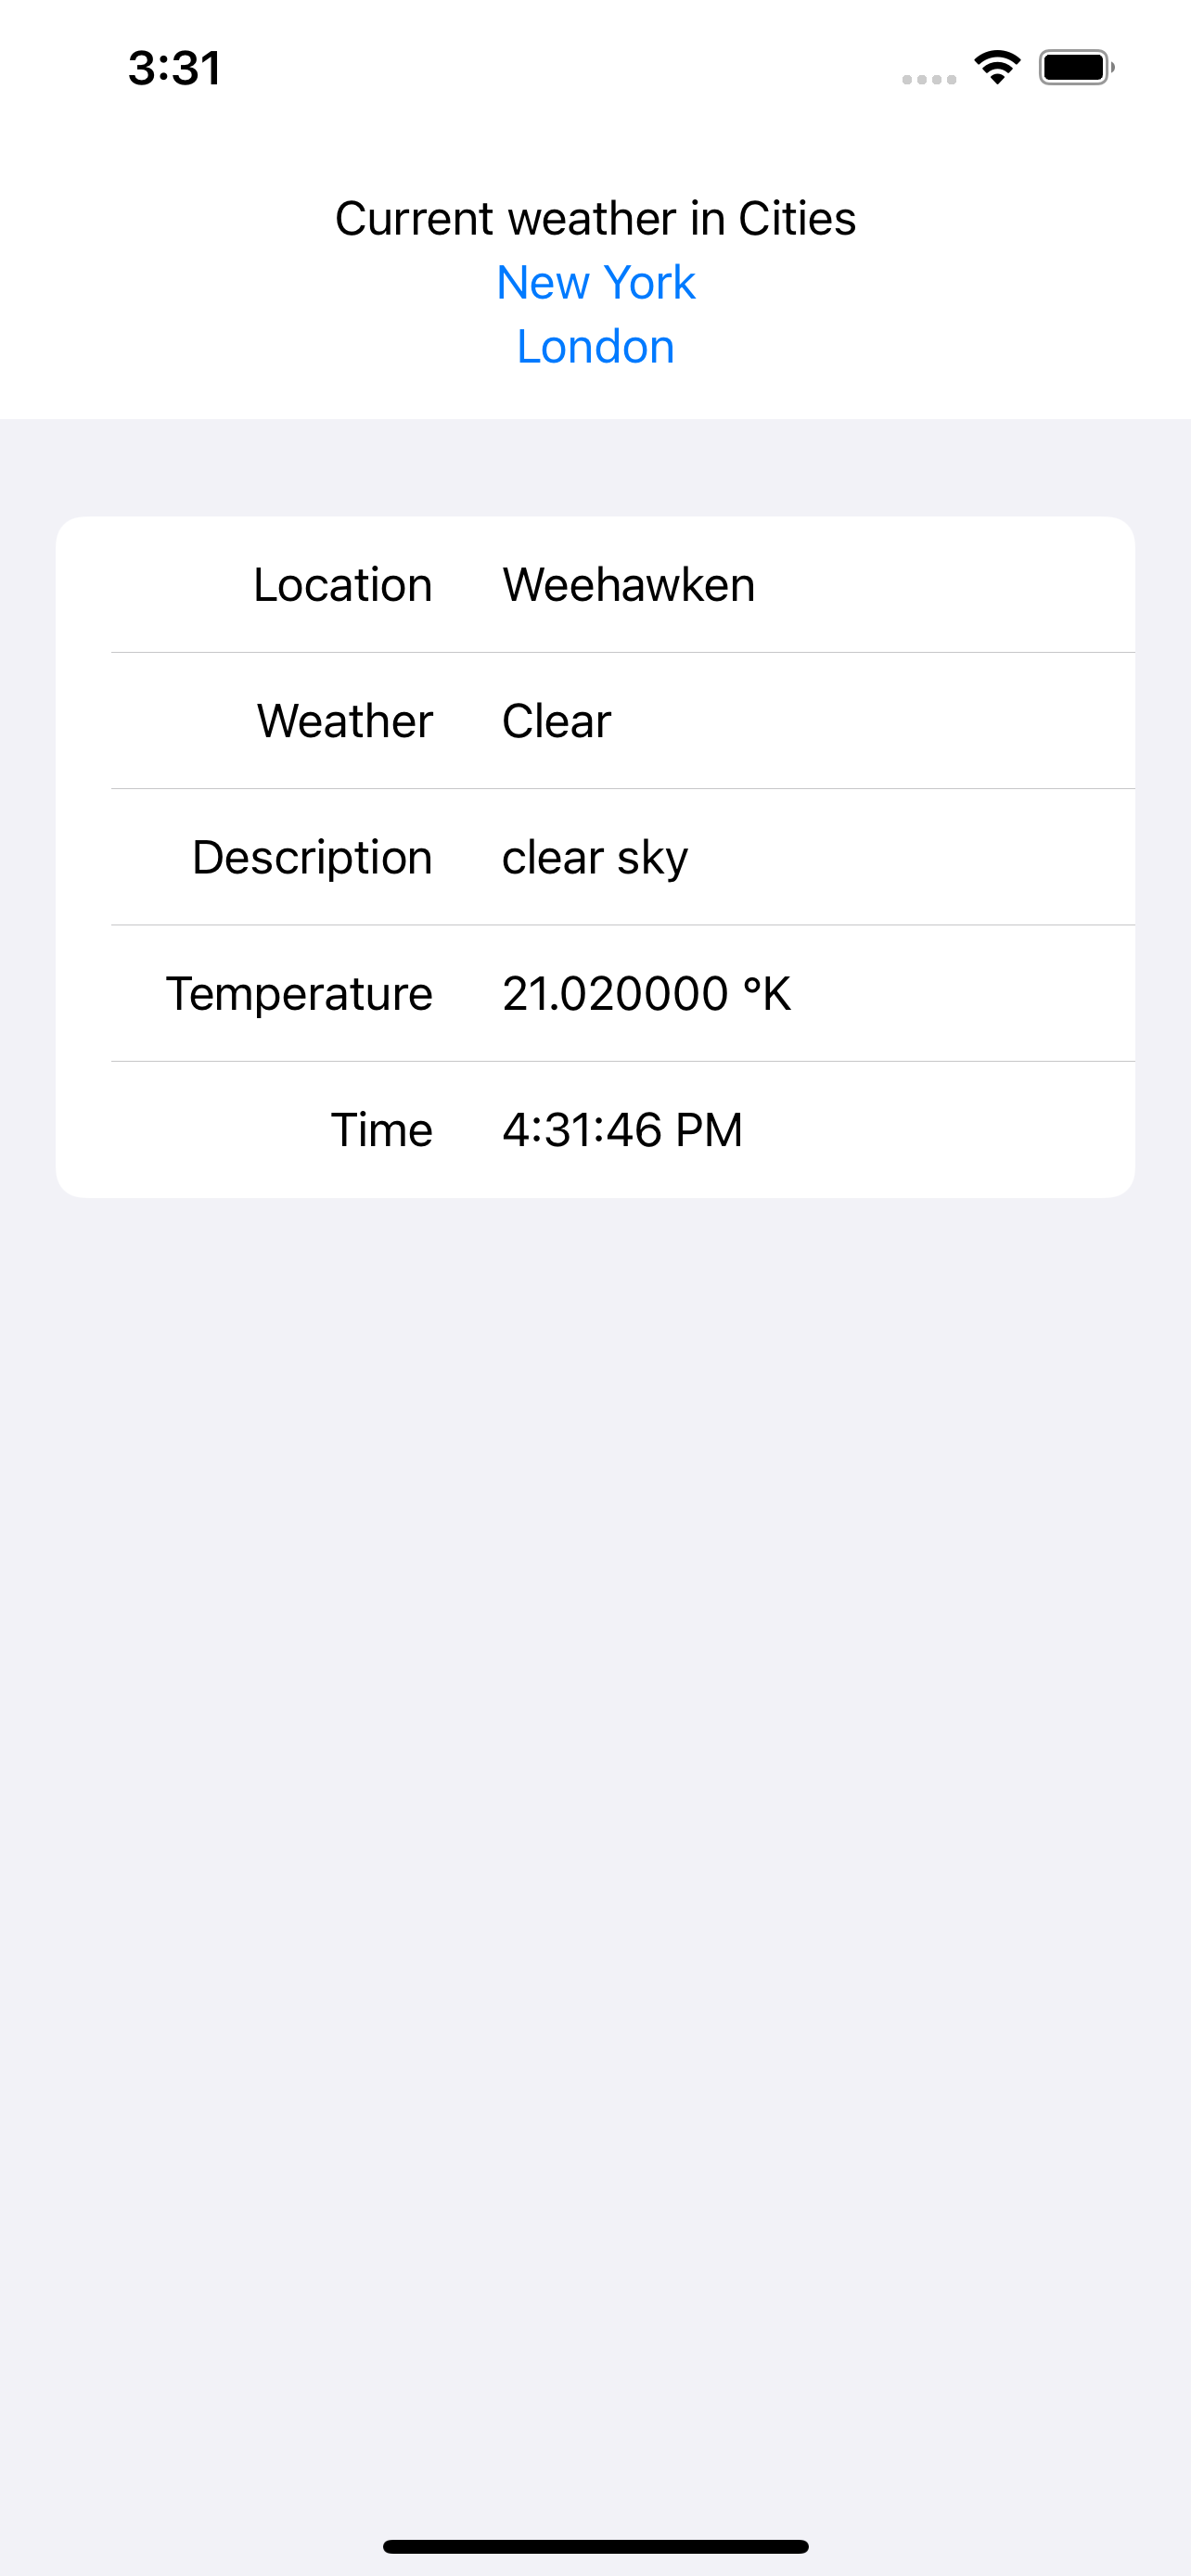 3:31
Current weather in Cities
New York
London
Location Weehawken
Weather Clear
Description clear sky
Temperature 21.020000 °K
Time 4:31:46 PM